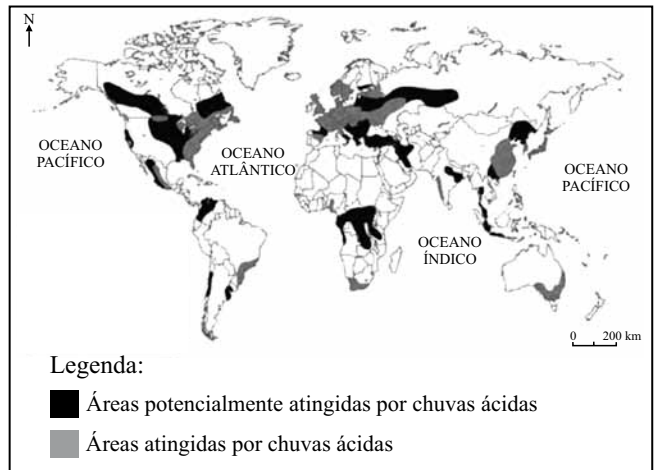 N
OCEANO
PACÍFICO
OCEANO
ATLÂNTICO
OCEANO
PACÍFICO
OCEANO
ÍNDICO
0 200 km
Legenda:
Áreas potencialmente atingidas por chuvas ácidas
Áreas atingidas por chuvas ácidas